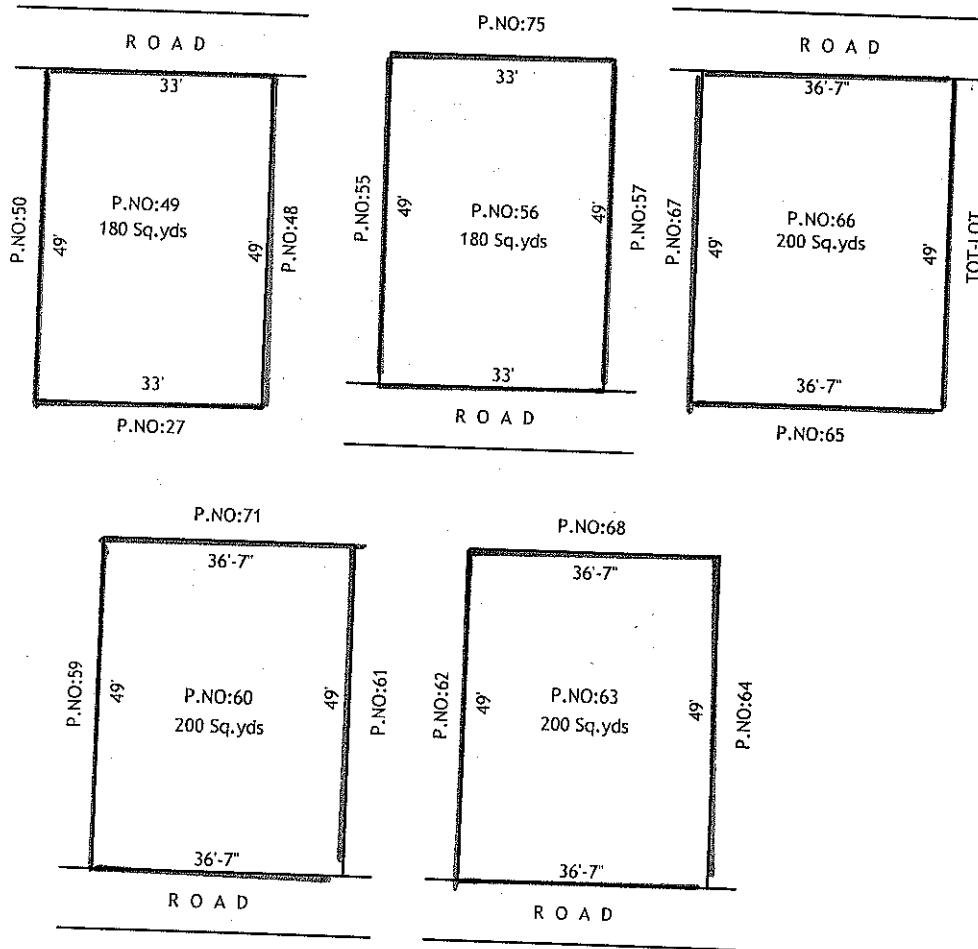 ROAD
33'
P.NO:50
49'
P.NO:49
180 Sq.yds
49'
P.NO:48
33'
P.NO:27
P.NO:75
33'
P.NO:55
49'
P.NO:56
180 Sq.yds
49'
P.NO:57
33'
ROAD
ROAD
36'-7"
P.NO:67
49'
P.NO:66
200 Sq.yds
49'
TOT-LOT
36'-7"
P.NO:65
P.NO:71
36'-7"
P.NO:59
49'
P.NO:60
200 Sq.yds
49'
P.NO:61
36'-7"
ROAD
P.NO:68
36'-7"
P.NO:62
49'
P.NO:63
200 Sq.yds
49'
P.NO:64
36'-7"
ROAD